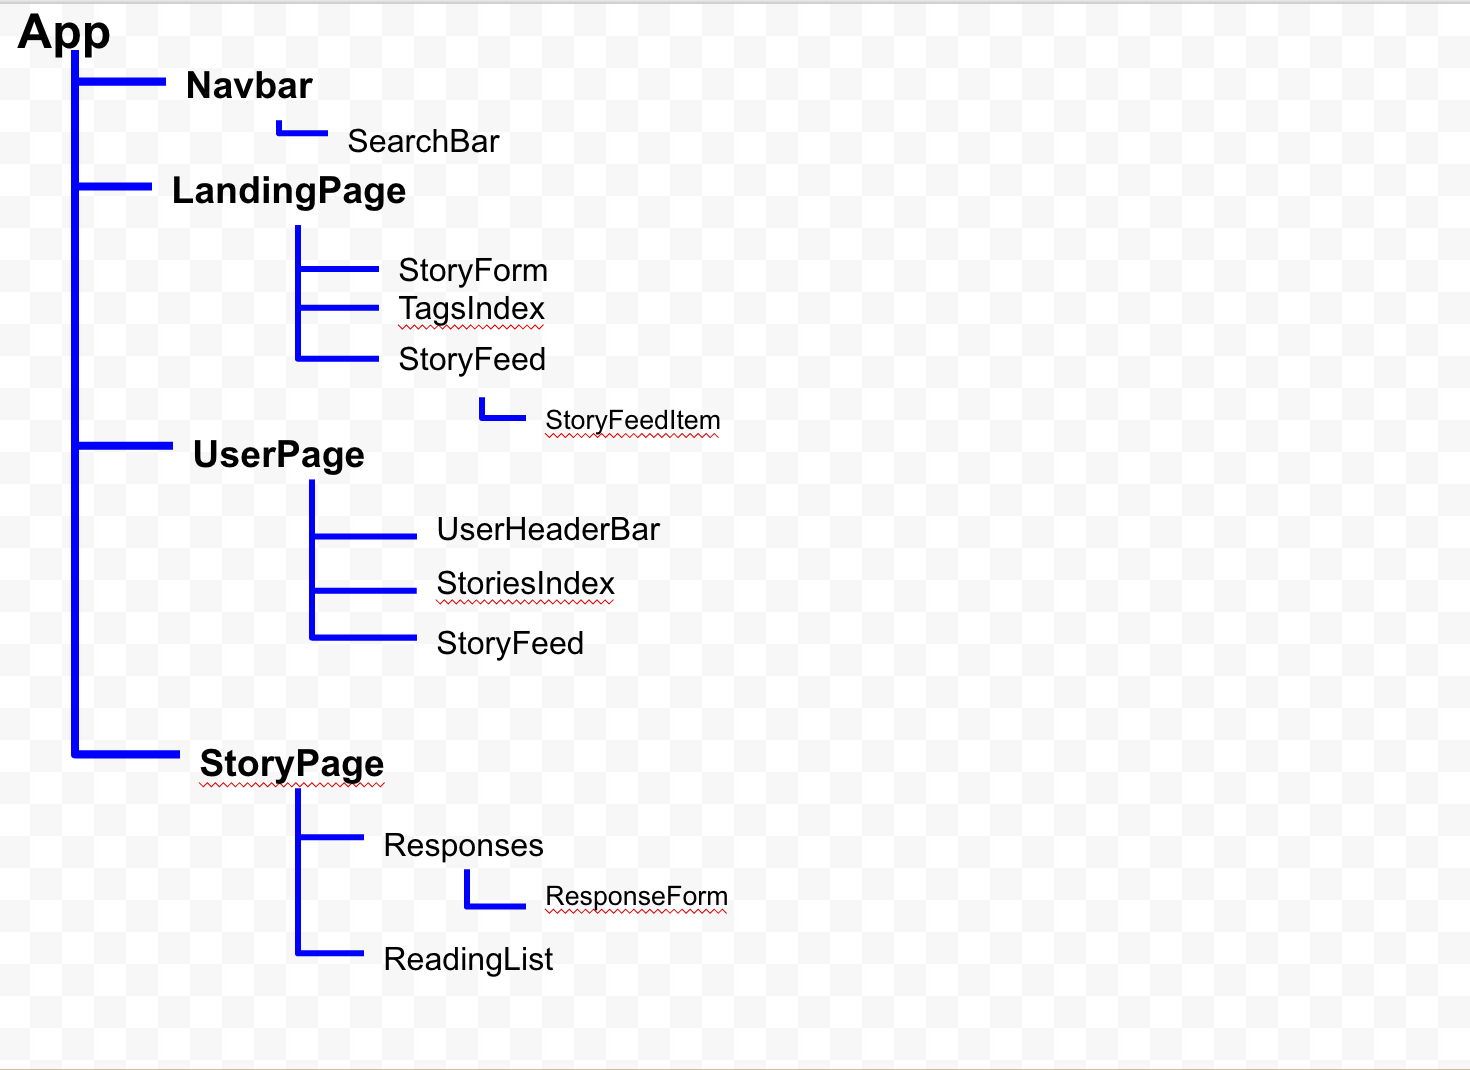 App
Navbar
SearchBar
LandingPage
StoryForm
TagsIndex
StoryFeed
StoryFeedItem
UserPage
UserHeaderBar
StoriesIndex
StoryFeed
StoryPage
Responses
ResponseForm
ReadingList